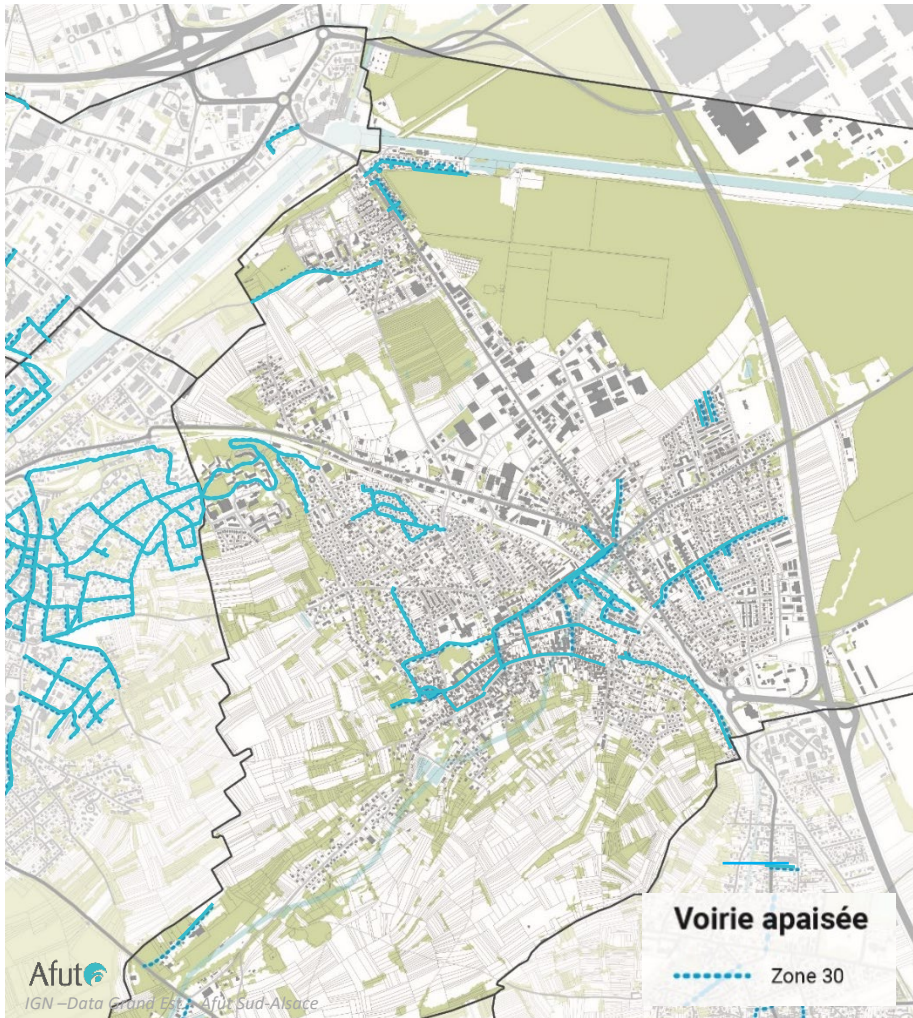 Voirie apaisée
Zone 30
Afut
IGN –Data Grand Est – Afut Sud-Alsace